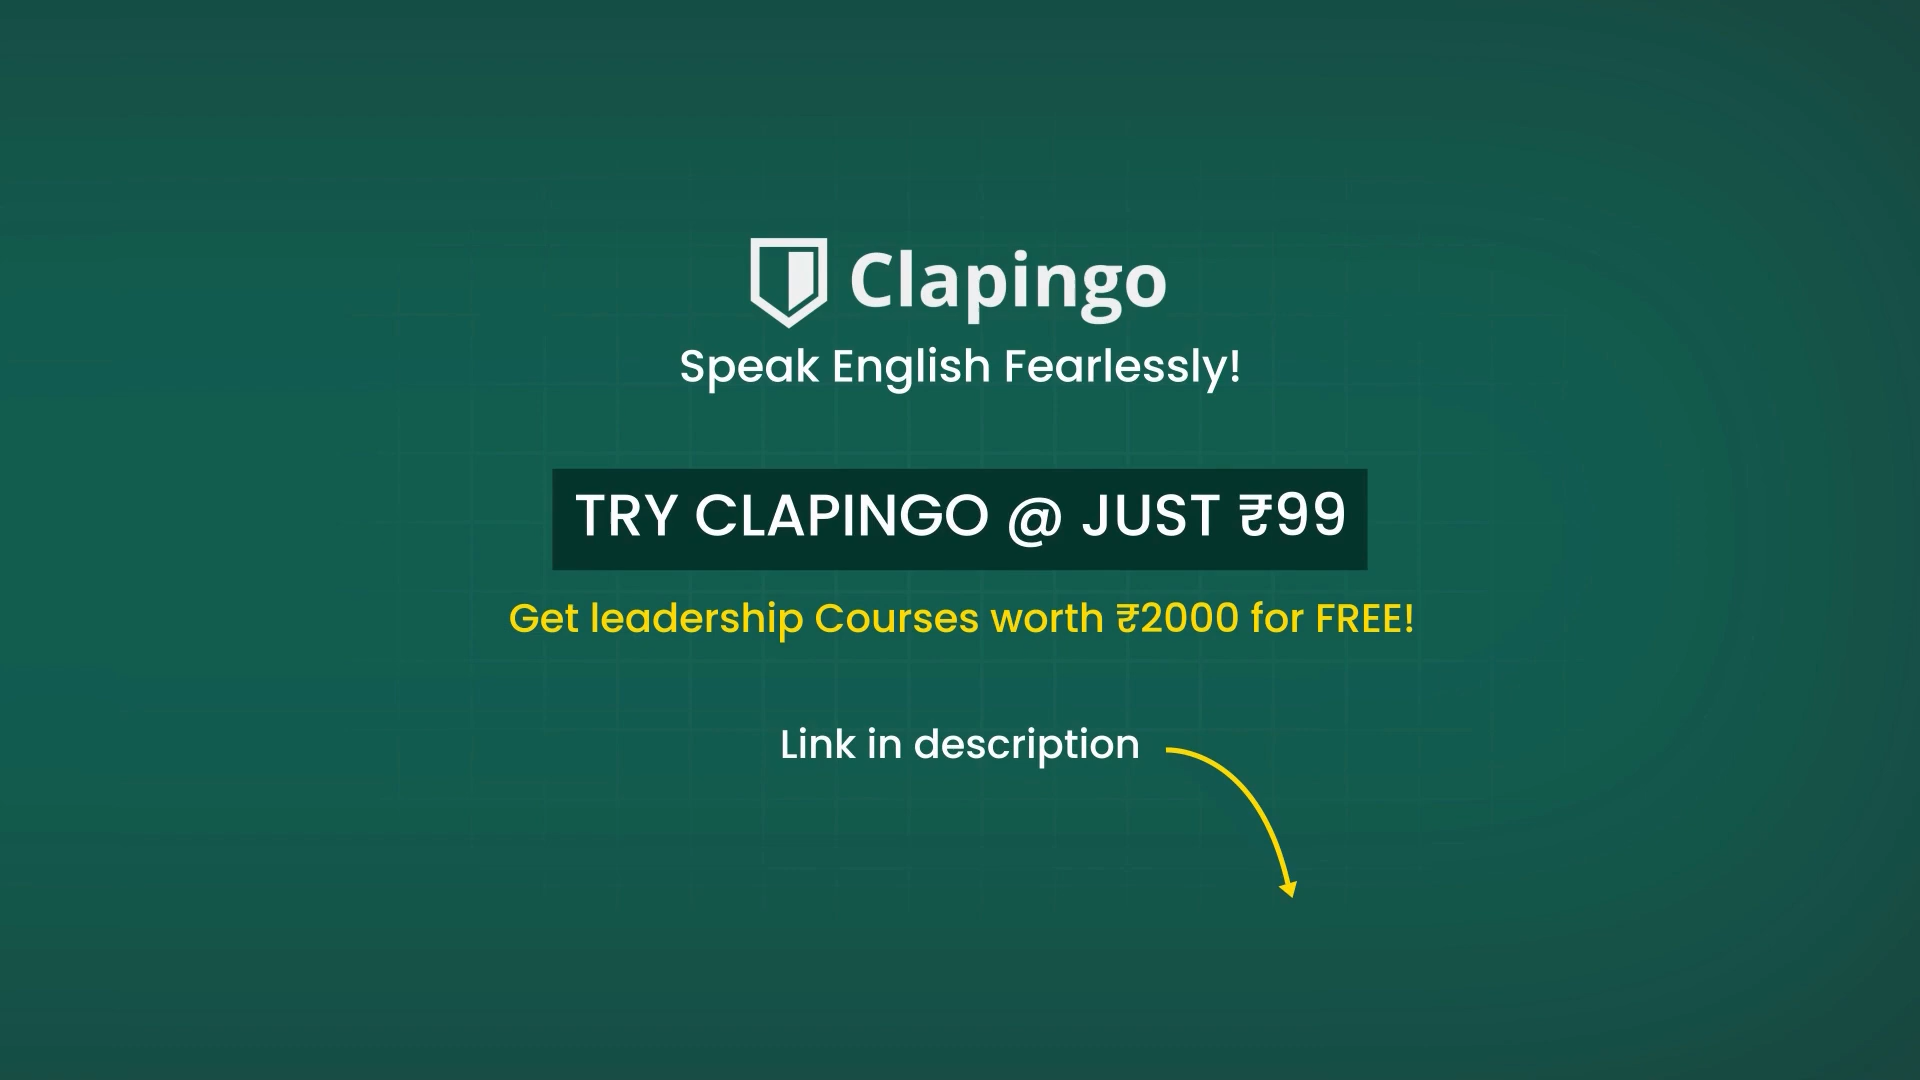 Clapingo
Speak English Fearlessly!
TRY CLAPINGO @ JUST ₹99
Get leadership Courses worth ₹2000 for FREE!
Link in description